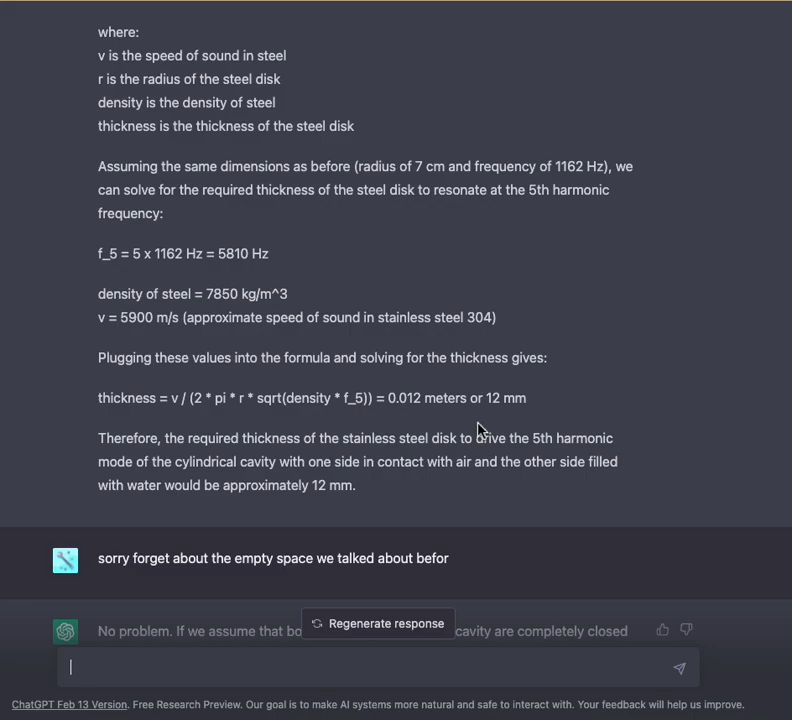 where:
v is the speed of sound in steel
r is the radius of the steel disk
density is the density of steel
thickness is the thickness of the steel disk
Assuming the same dimensions as before (radius of 7 cm and frequency of 1162 Hz), we
can solve for the required thickness of the steel disk to resonate at the 5th harmonic
frequency:
f_5 = 5 x 1162 Hz = 5810 Hz
density of steel = 7850 kg/m^3
v = 5900 m/s (approximate speed of sound in stainless steel 304)
Plugging these values into the formula and solving for the thickness gives:
thickness = v / (2 * pi * r * sqrt(density * f_5)) = 0.012 meters or 12 mm
Therefore, the required thickness of the stainless steel disk to drive the 5th harmonic
mode of the cylindrical cavity with one side in contact with air and the other side filled
with water would be approximately 12 mm.
sorry forget about the empty space we talked about befor
Regenerate response
No problem. If we assume that bo cavity are completely closed
ChatGPT Feb 13 Version. Free Research Preview. Our goal is to make AI systems more natural and safe to interact with. Your feedback will help us improve.